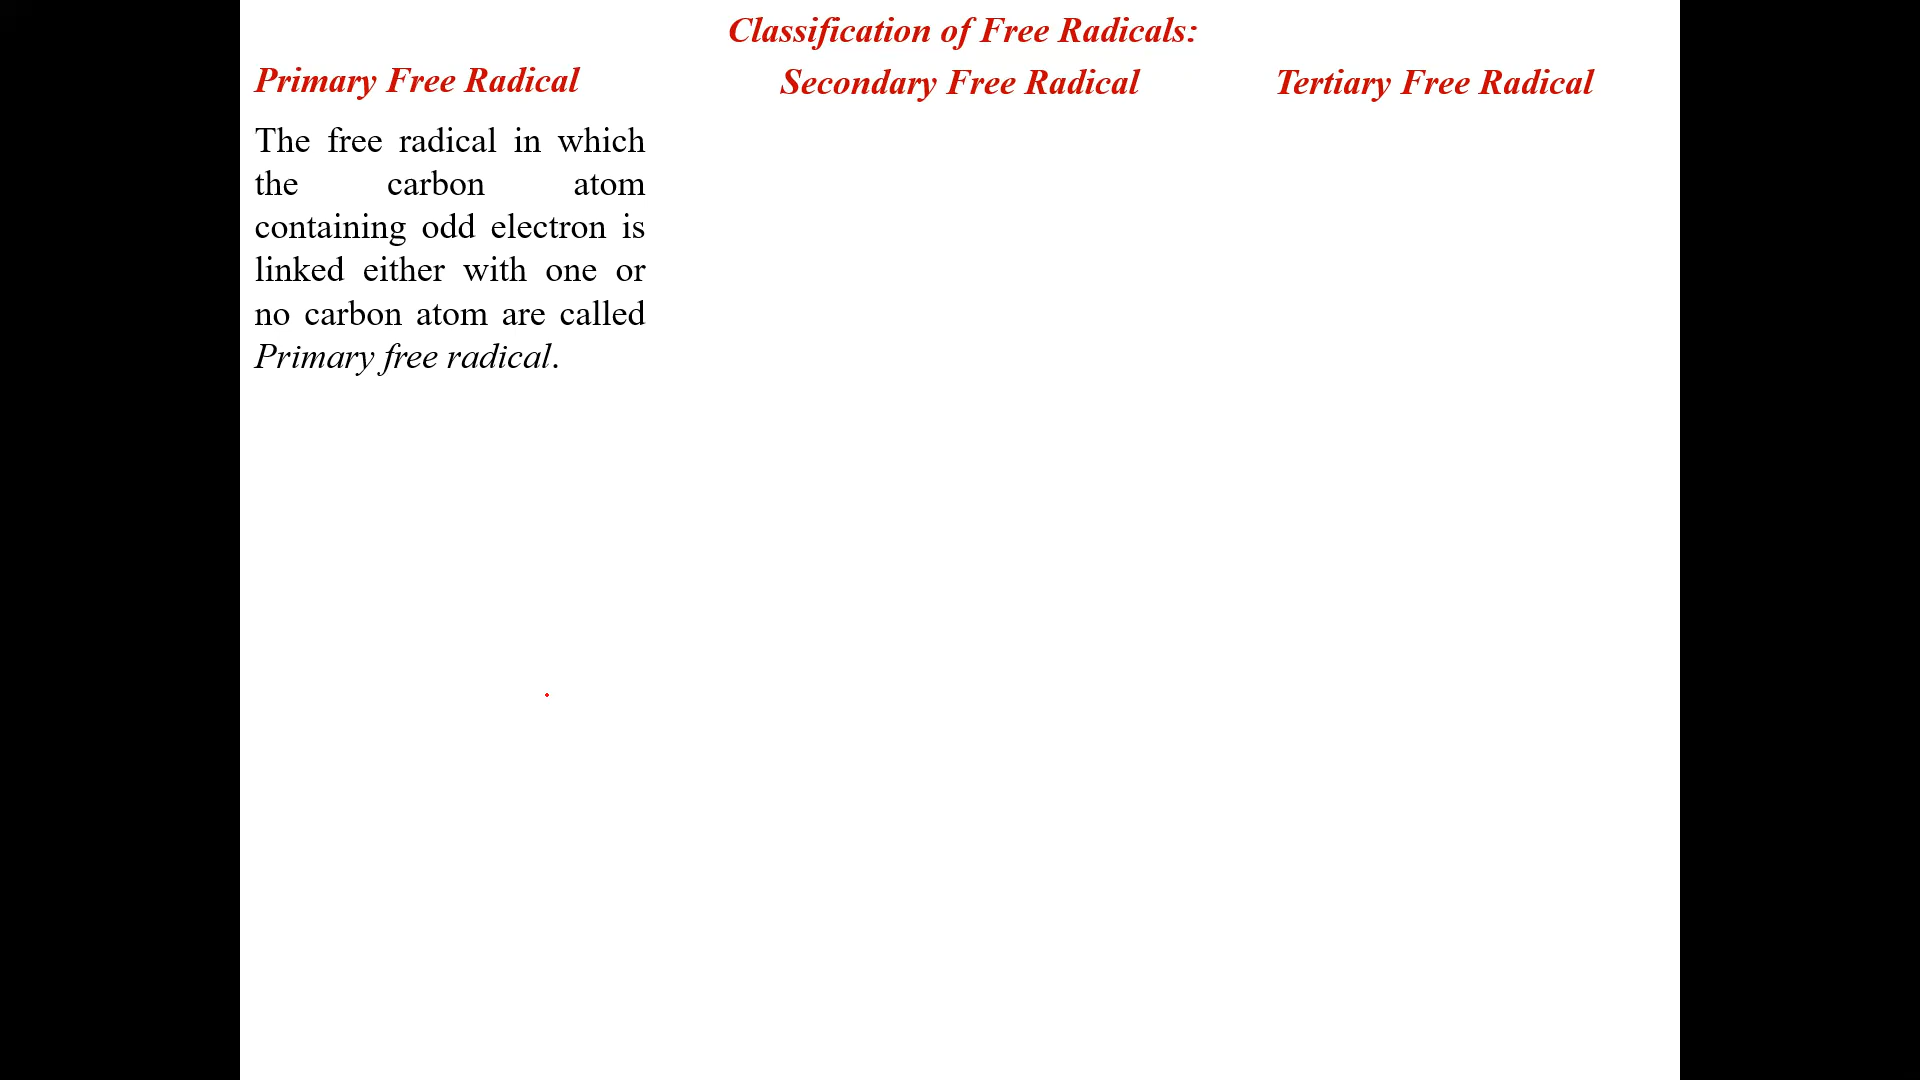 Classification of Free Radicals:
Primary Free Radical
Secondary Free Radical
Tertiary Free Radical
The free radical in which
the carbon atom
containing odd electron is
linked either with one or
no carbon atom are called
Primary free radical.